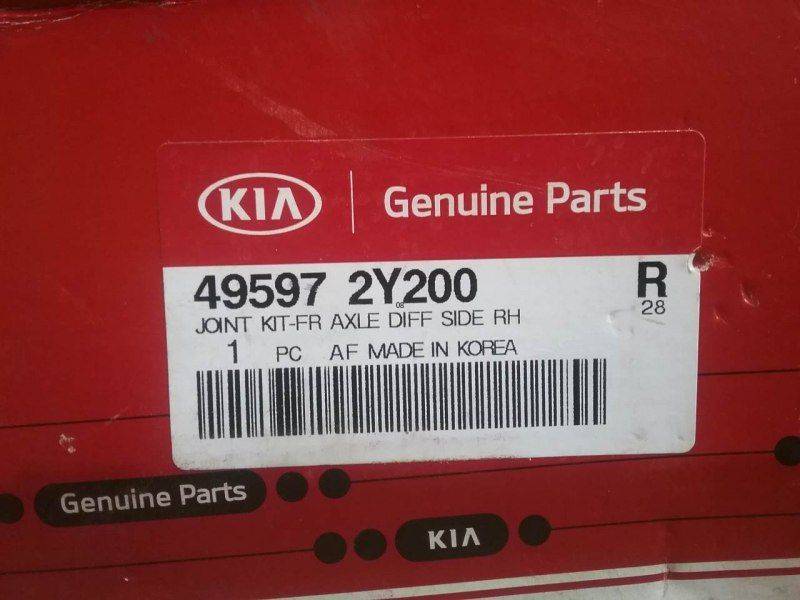 KIA Genuine Parts
49597 2Y200 R
08
28
JOINT KIT-FR AXLE DIFF SIDE RH
1 PC AF MADE IN KOREA
Genuine Parts
KIA